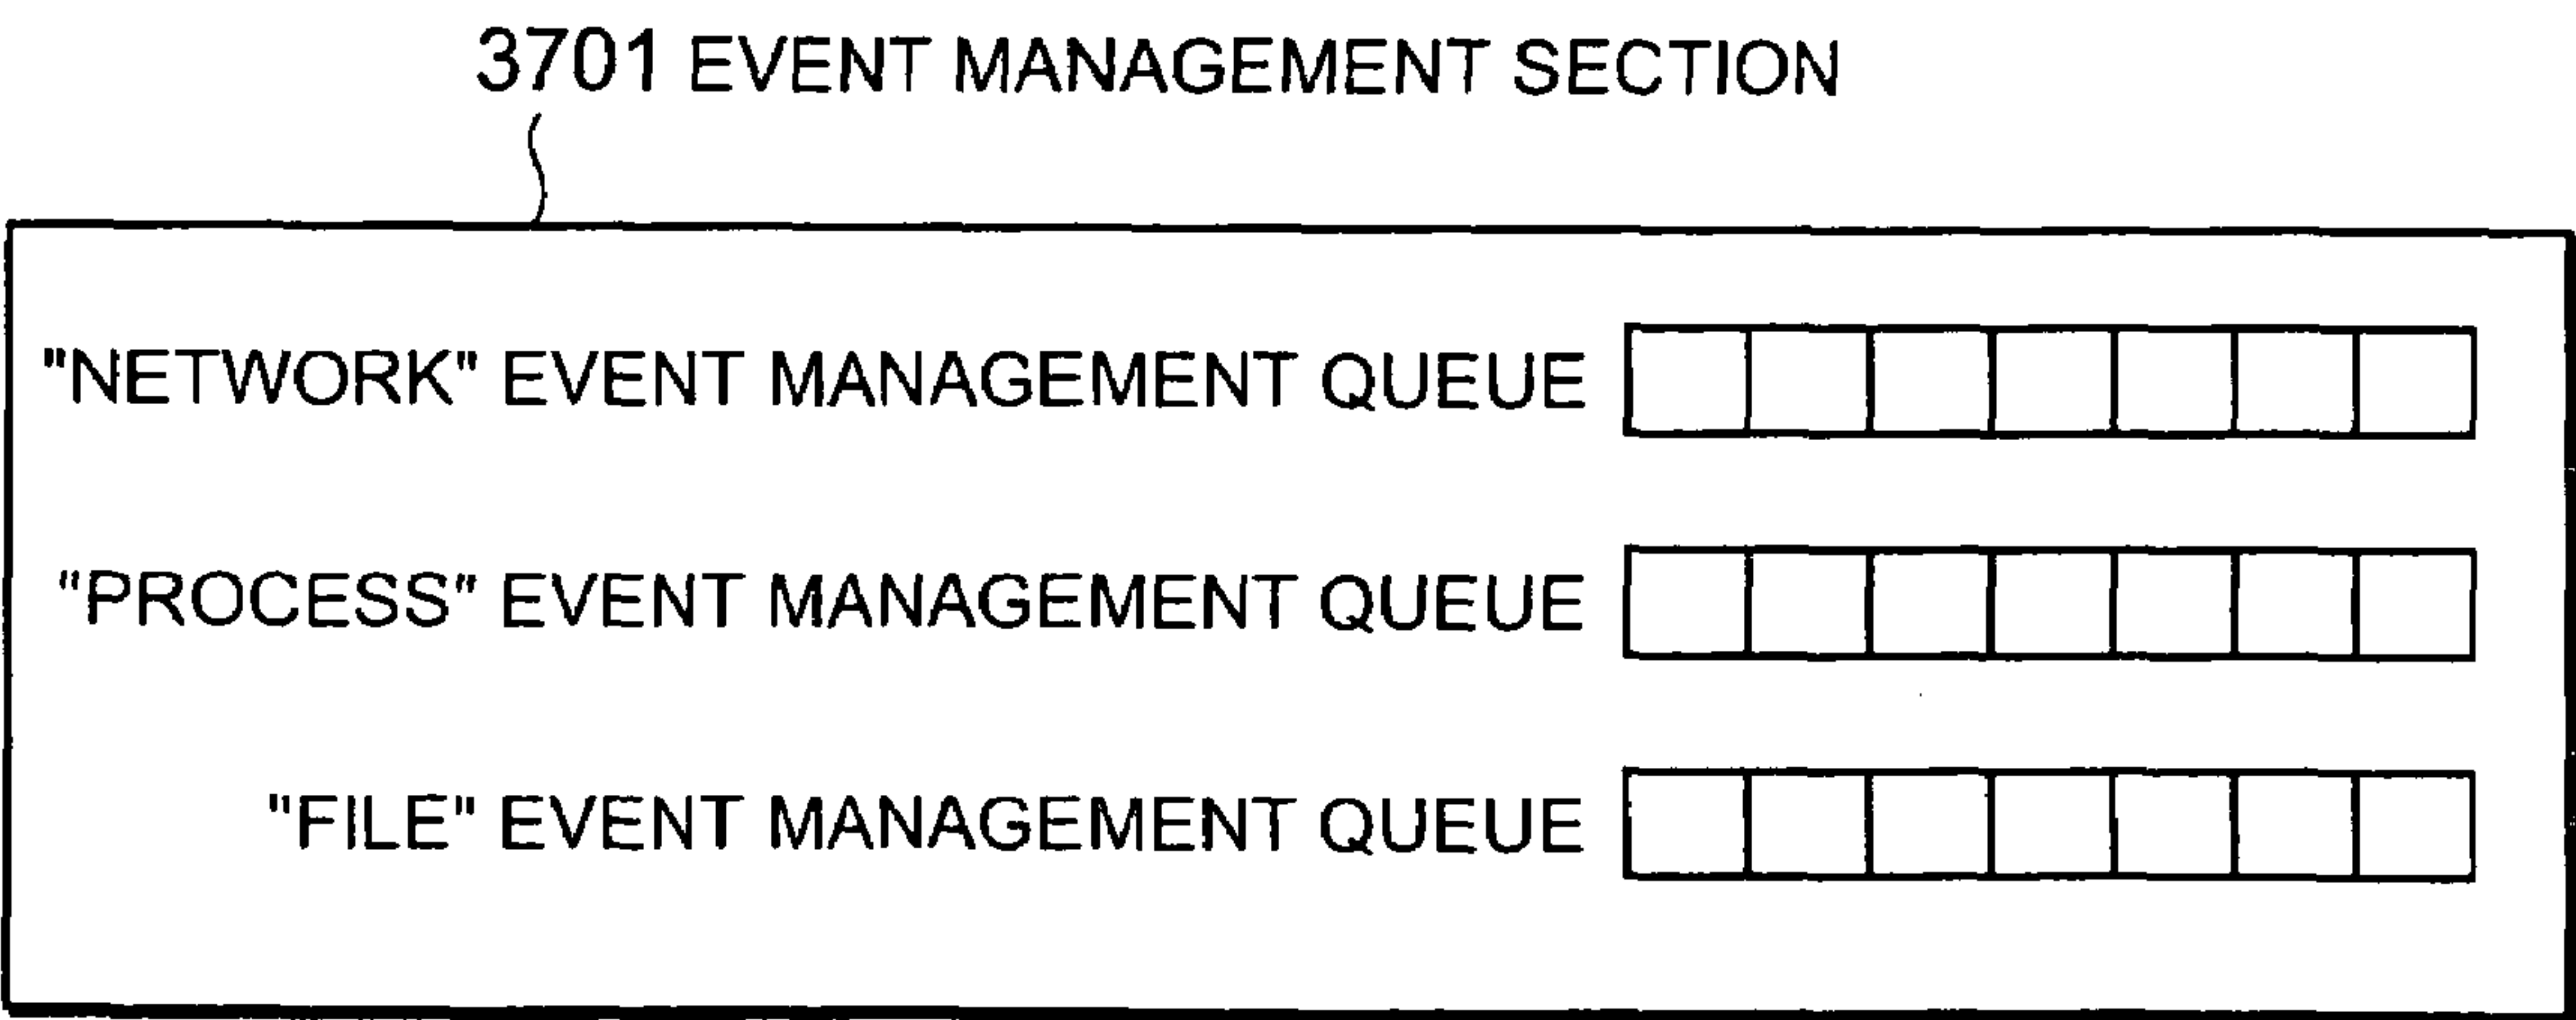 3701 EVENT MANAGEMENT SECTION
"NETWORK" EVENT MANAGEMENT QUEUE
"PROCESS" EVENT MANAGEMENT QUEUE
"FILE" EVENT MANAGEMENT QUEUE